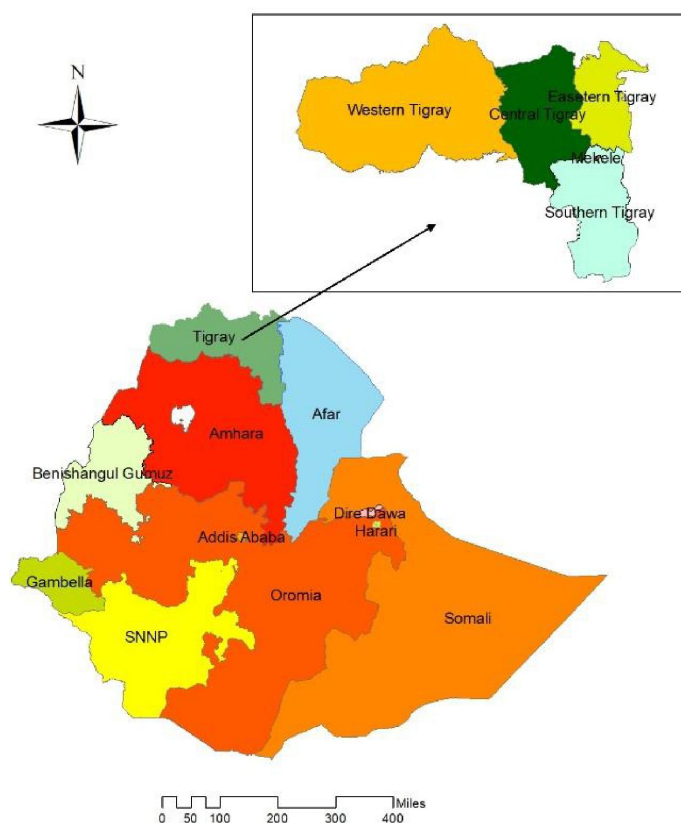 N
Western Tigray
Central Tigray
Easetern Tigray
Mekele
Southern Tigray
Tigray
Afar
Amhara
Benishangul Gumuz
Dire Dawa
Harari
Addis Ababa
Gambella
Oromia
Somali
SNNP
Miles
0 50 100 200 300 400